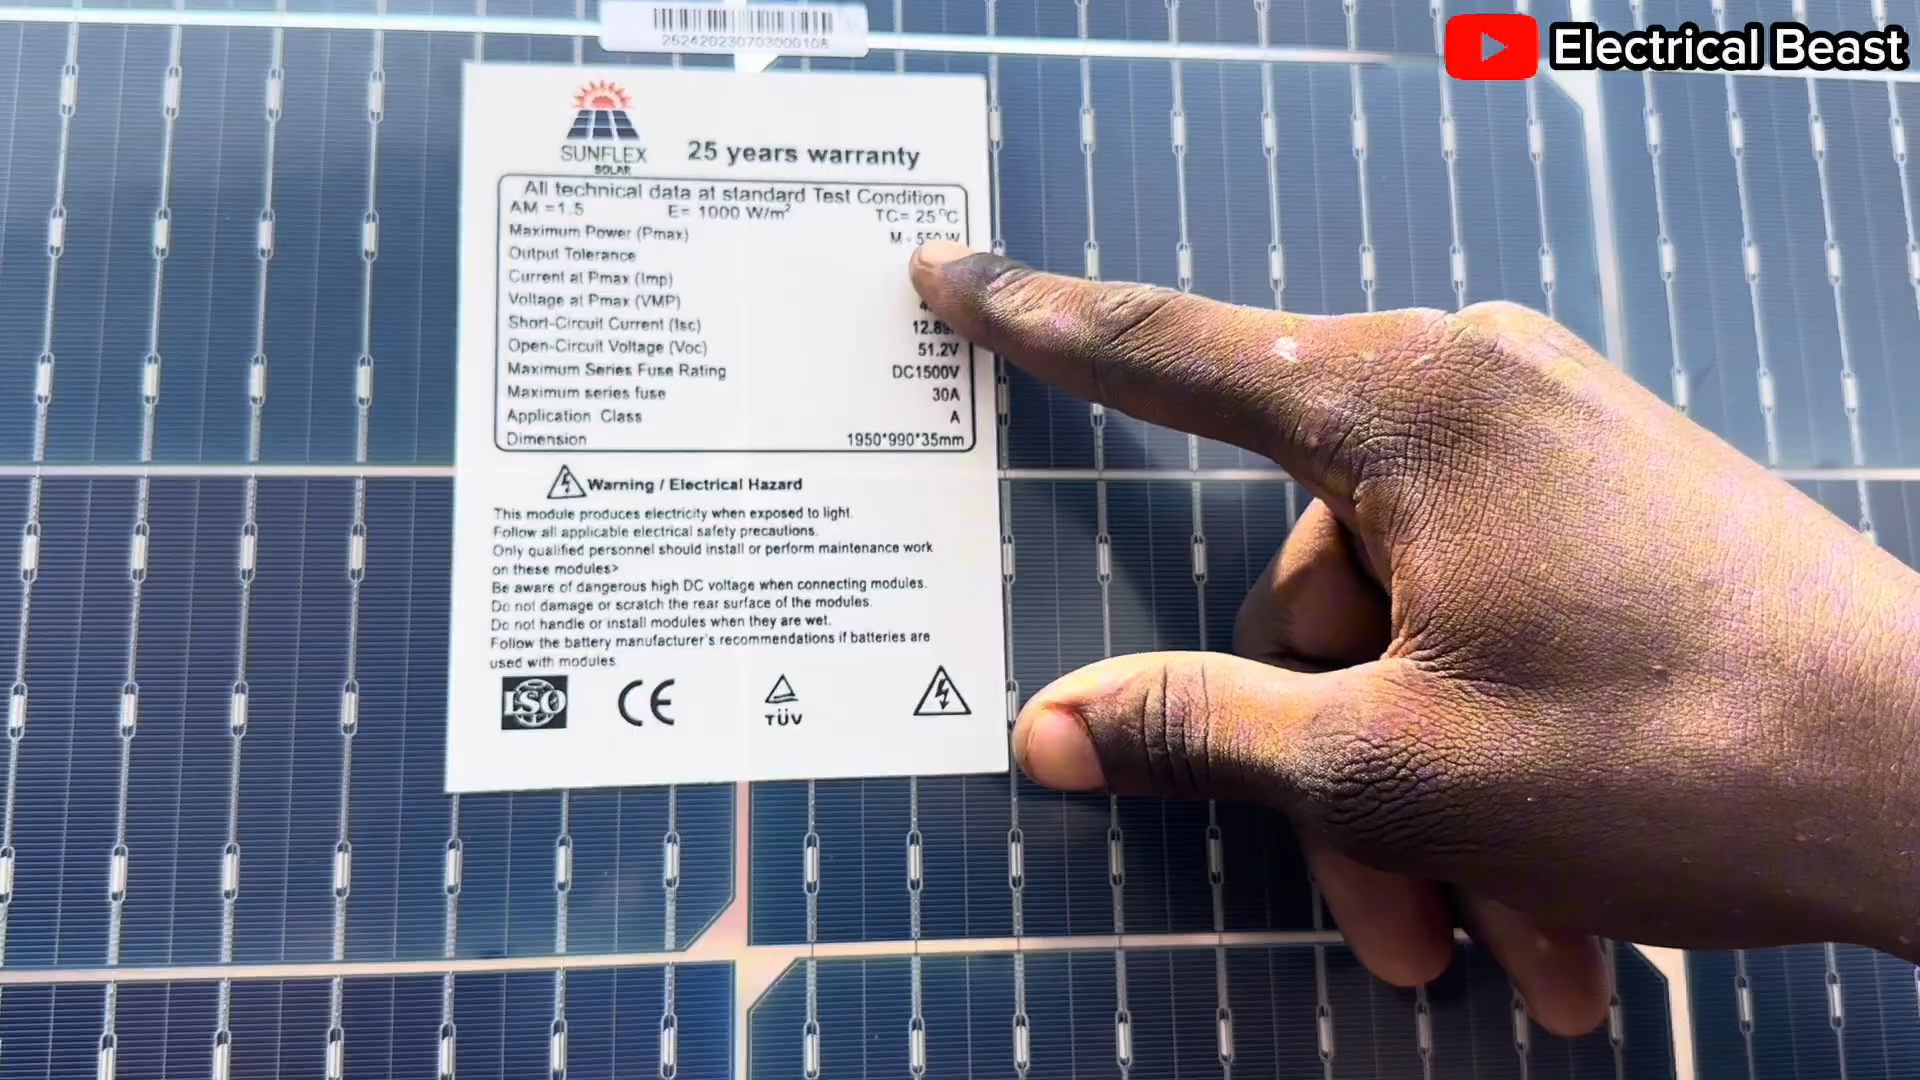 Electrical Beast
262420230703000108
SUNFLEX
SOLAR
25 years warranty
All technical data at standard Test Condition
AM =1.5 E= 1000 W/m² TC= 25°C
Maximum Power (Pmax) M - 550 W
Output Tolerance
Current at Pmax (Imp)
Voltage at Pmax (VMP)
Short-Circuit Current (Isc)
Open-Circuit Voltage (Voc) 51.2V
Maximum Series Fuse Rating DC1500V
Maximum series fuse 30A
Application Class A
Dimension 1950*990*35mm
Warning / Electrical Hazard
This module produces electricity when exposed to light.
Follow all applicable electrical safety precautions.
Only qualified personnel should install or perform maintenance work
on these modules>
Be aware of dangerous high DC voltage when connecting modules.
Do not damage or scratch the rear surface of the modules.
Do not handle or install modules when they are wet.
Follow the battery manufacturer's recommendations if batteries are
used with modules
ISO
CE
TÜV